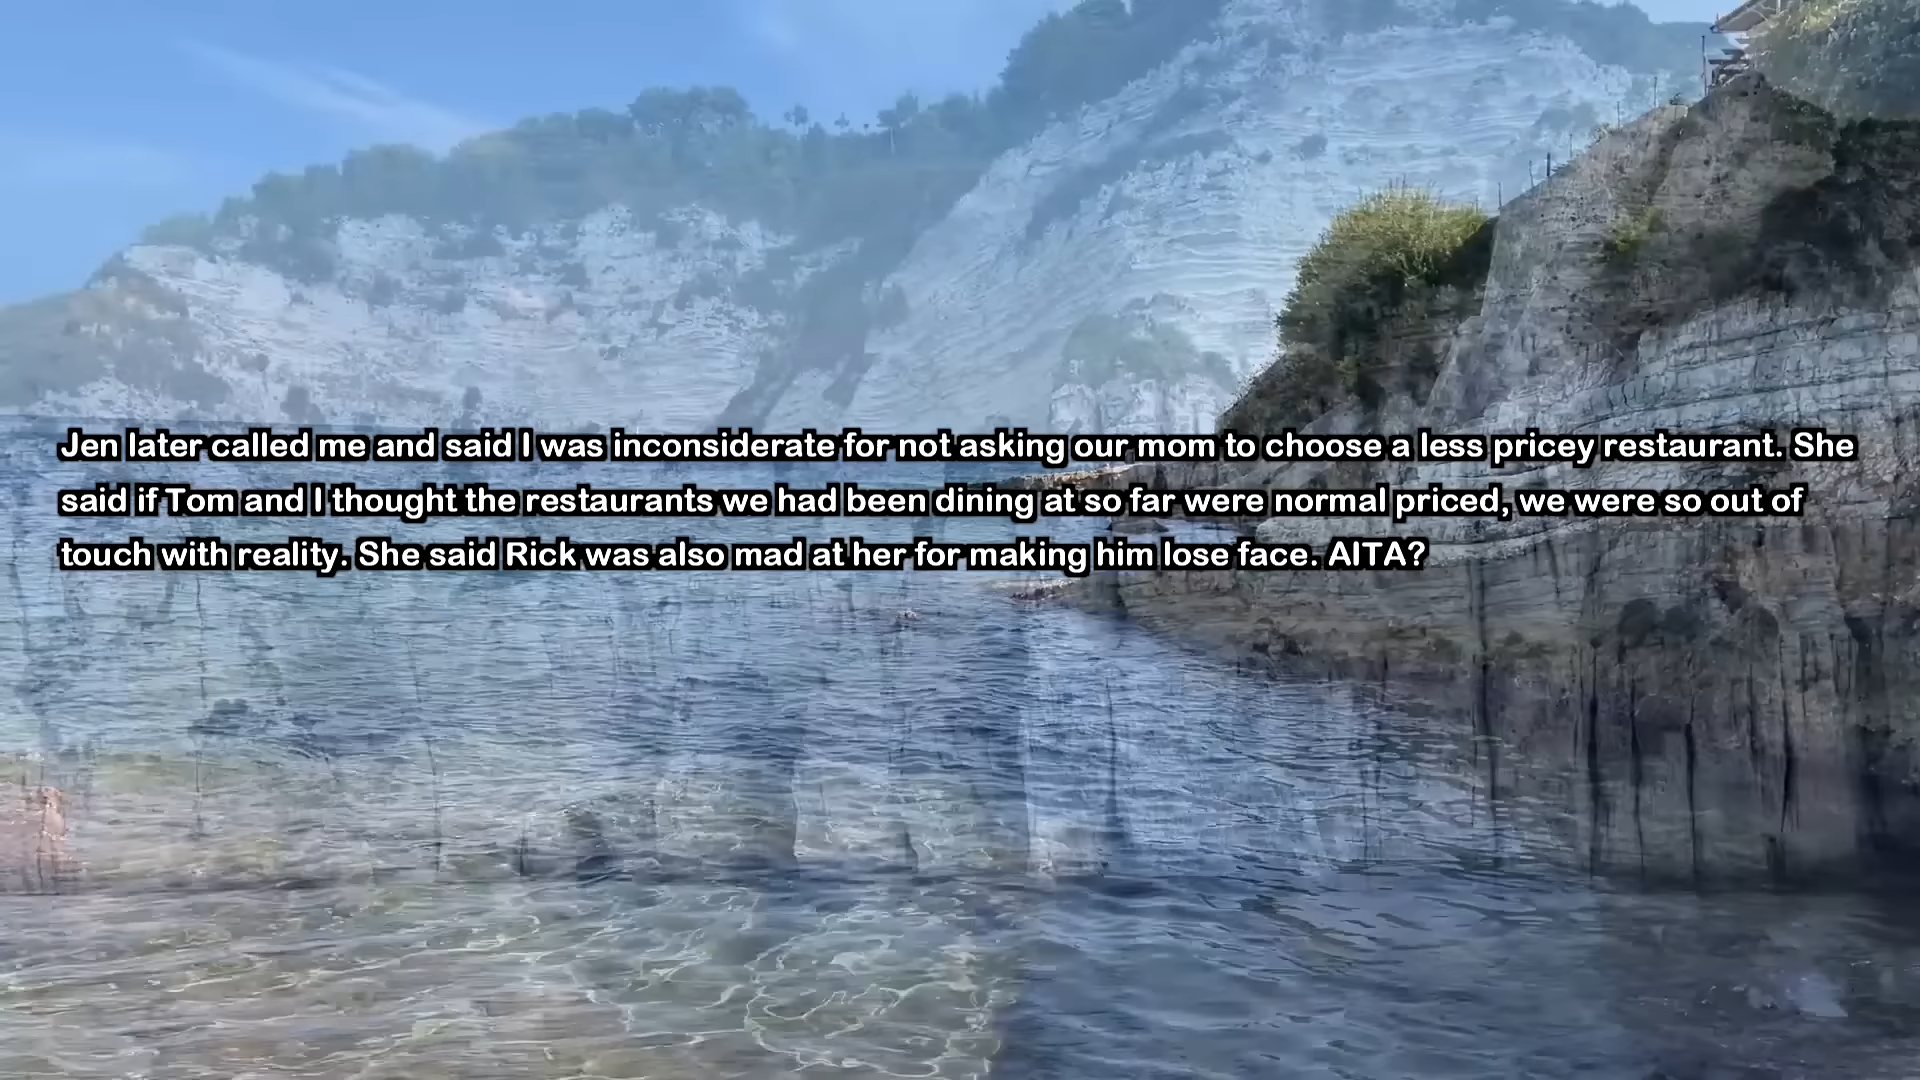 Jen later called me and said I was inconsiderate for not asking our mom to choose a less pricey restaurant. She
said if Tom and I thought the restaurants we had been dining at so far were normal priced, we were so out of
touch with reality. She said Rick was also mad at her for making him lose face. AITA?